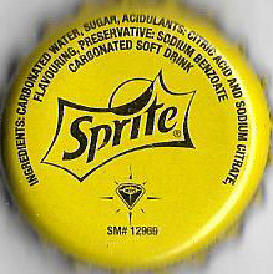 INGREDIENTS: CARBONATED WATER, SUGAR, ACIDULANTS: CITRIC ACID AND SODIUM CITRATE,
FLAVOURING, PRESERVATIVE: SODIUM BENZOATE
CARBONATED SOFT DRINK
Sprite®
SM# 12969